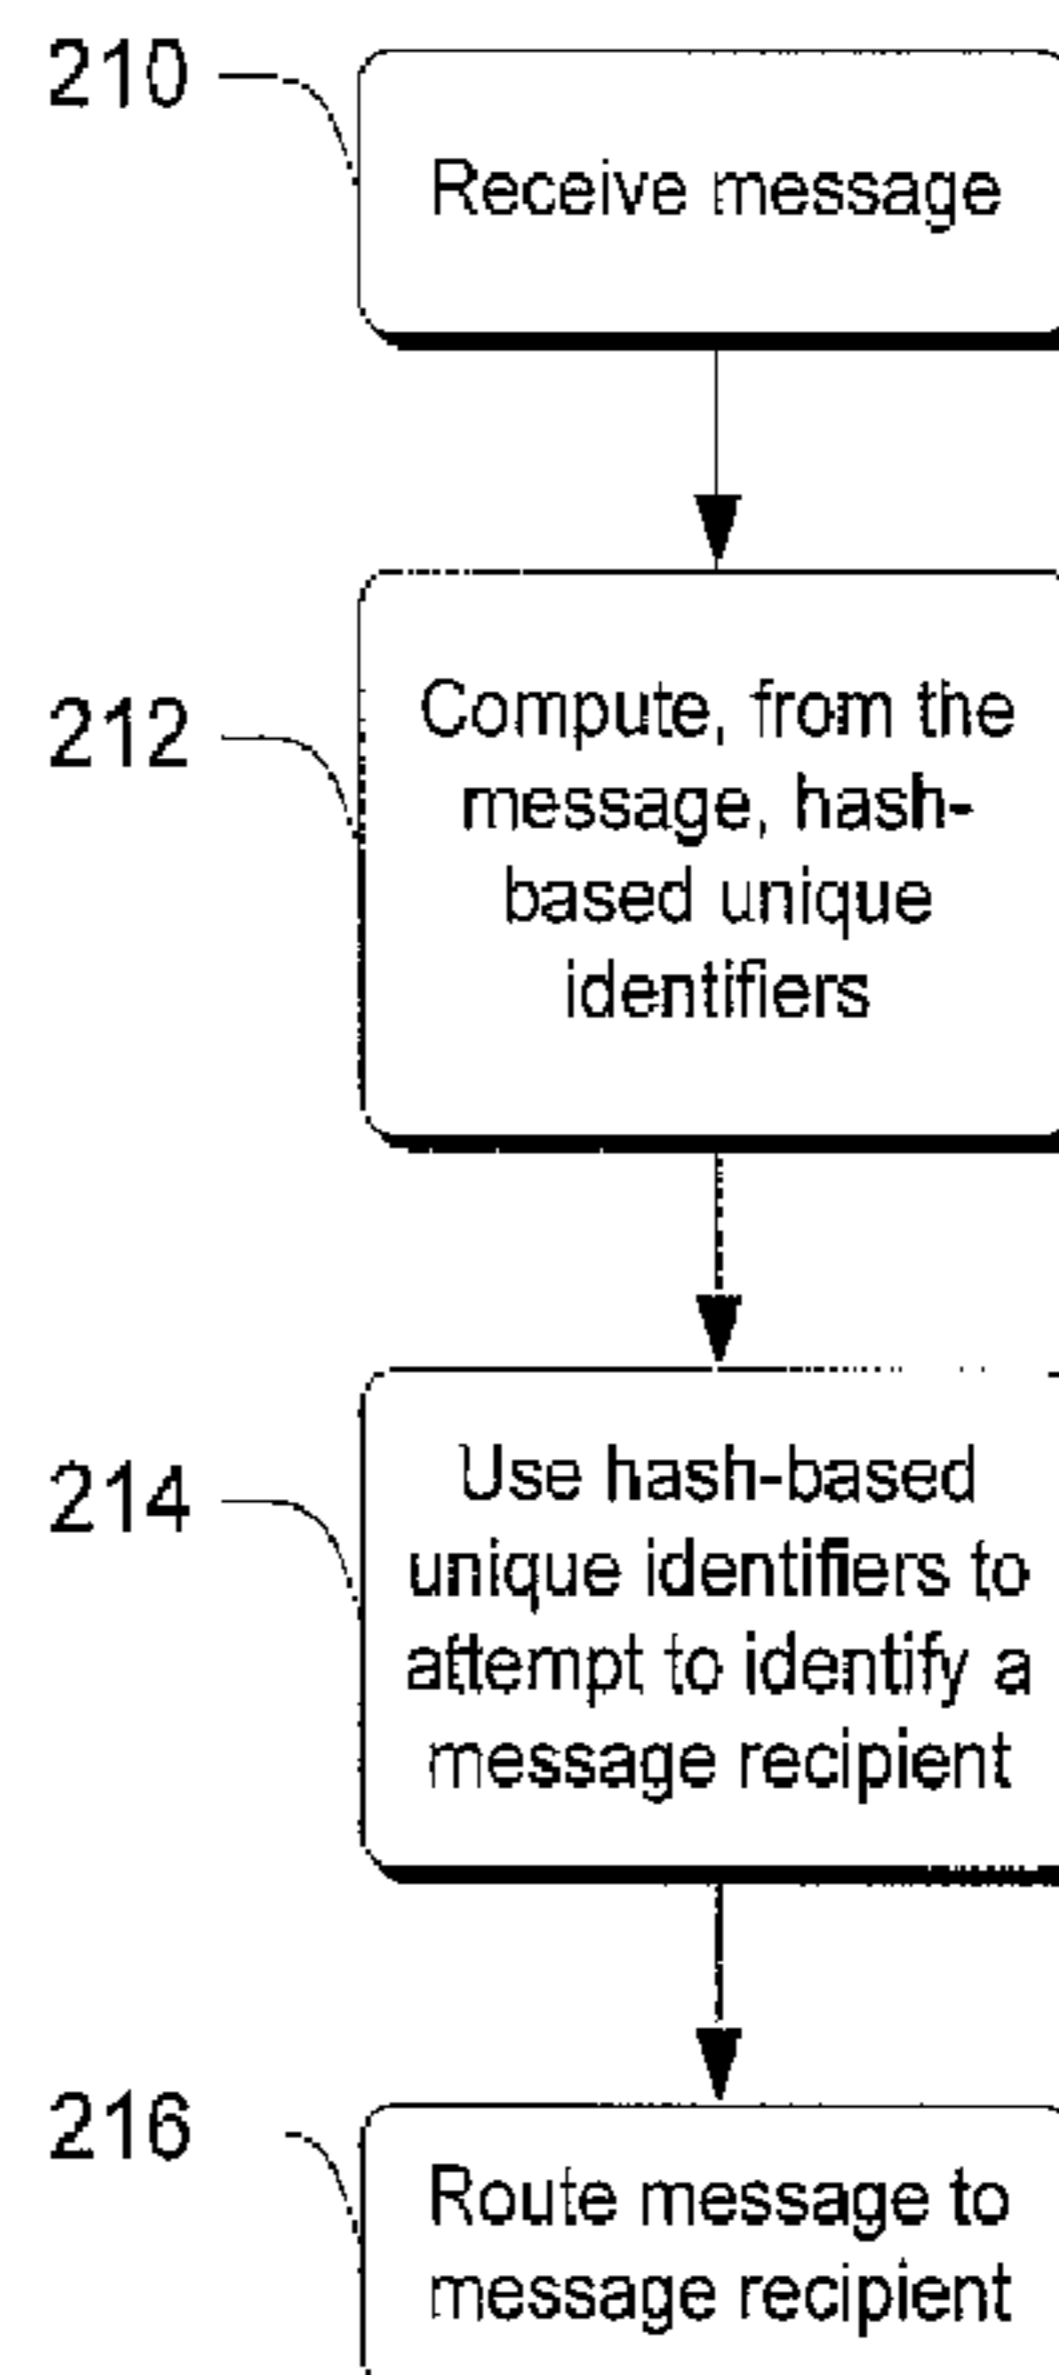 210
Receive message
212
Compute, from the
message, hash-
based unique
identifiers
214
Use hash-based
unique identifiers to
attempt to identify a
message recipient
216
Route message to
message recipient